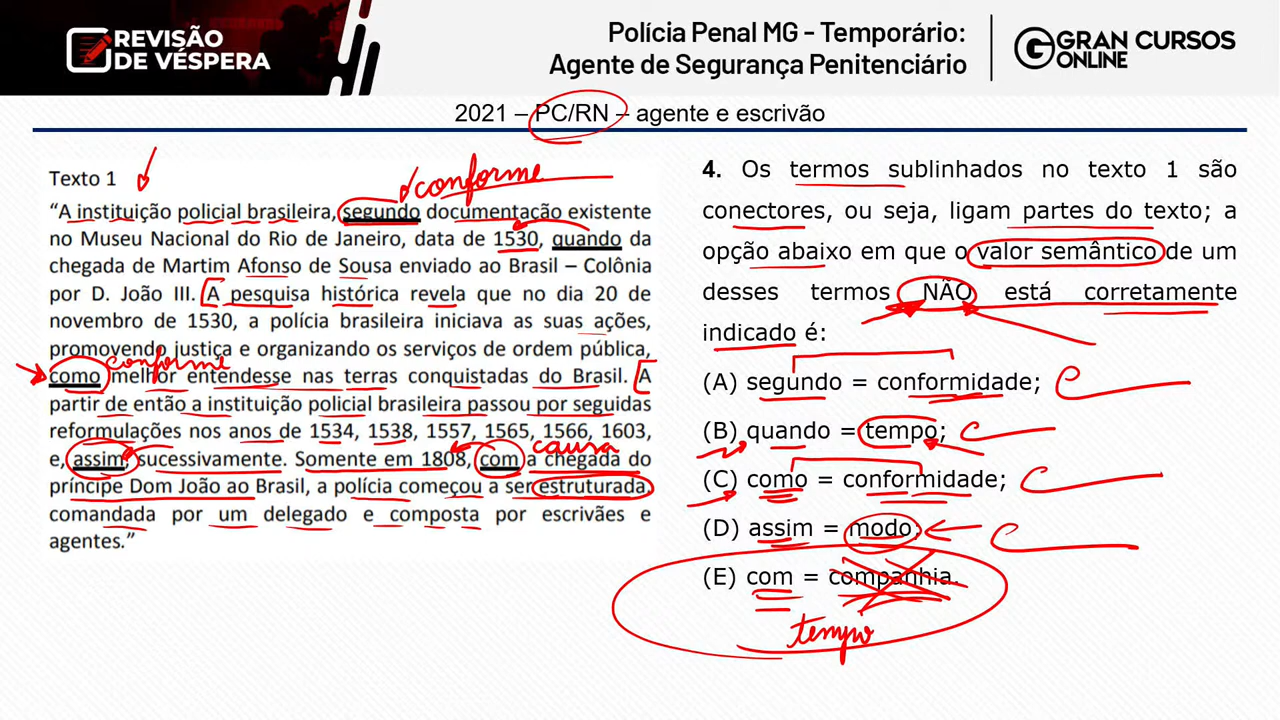 REVISÃO
DE VÉSPERA
Polícia Penal MG - Temporário:
Agente de Segurança Penitenciário
GRAN CURSOS
ONLINE
2021 – PC/RN – agente e escrivão
Texto 1
conforme
“A instituição policial brasileira, segundo documentação existente
no Museu Nacional do Rio de Janeiro, data de 1530, quando da
chegada de Martim Afonso de Sousa enviado ao Brasil – Colônia
por D. João III. A pesquisa histórica revela que no dia 20 de
novembro de 1530, a polícia brasileira iniciava as suas ações,
promovendo justiça e organizando os serviços de ordem pública,
conforme
como melhor entendesse nas terras conquistadas do Brasil. A
partir de então a instituição policial brasileira passou por seguidas
reformulações nos anos de 1534, 1538, 1557, 1565, 1566, 1603,
causa
e, assim, sucessivamente. Somente em 1808, com a chegada do
príncipe Dom João ao Brasil, a polícia começou a ser estruturada,
comandada por um delegado e composta por escrivães e
agentes.”
4. Os termos sublinhados no texto 1 são
conectores, ou seja, ligam partes do texto; a
opção abaixo em que o valor semântico de um
desses termos NÃO está corretamente
indicado é:
(A) segundo = conformidade;
(B) quando = tempo;
(C) como = conformidade;
(D) assim = modo;
(E) com = companhia.
tempo